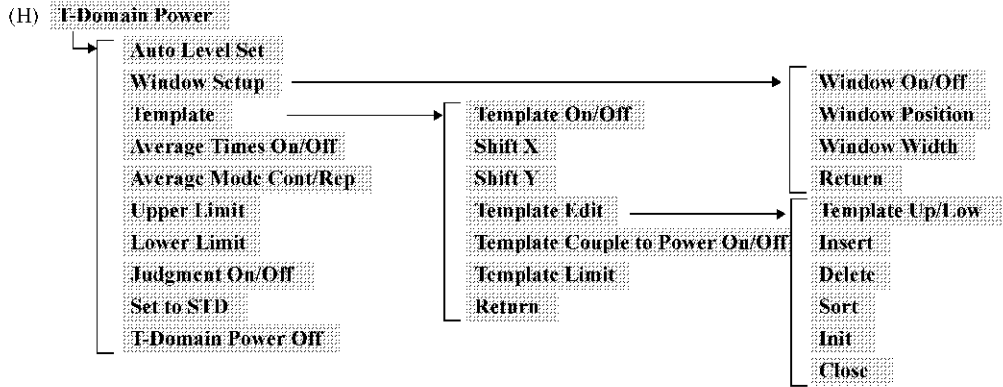 (H) T-Domain Power
Auto Level Set
Window Setup
Template
Average Times On/Off
Average Mode Cont/Rep
Upper Limit
Lower Limit
Judgment On/Off
Set to STD
T-Domain Power Off
Template On/Off
Shift X
Shift Y
Template Edit
Template Couple to Power On/Off
Template Limit
Return
Window On/Off
Window Position
Window Width
Return
Template Up/Low
Insert
Delete
Sort
Init
Close